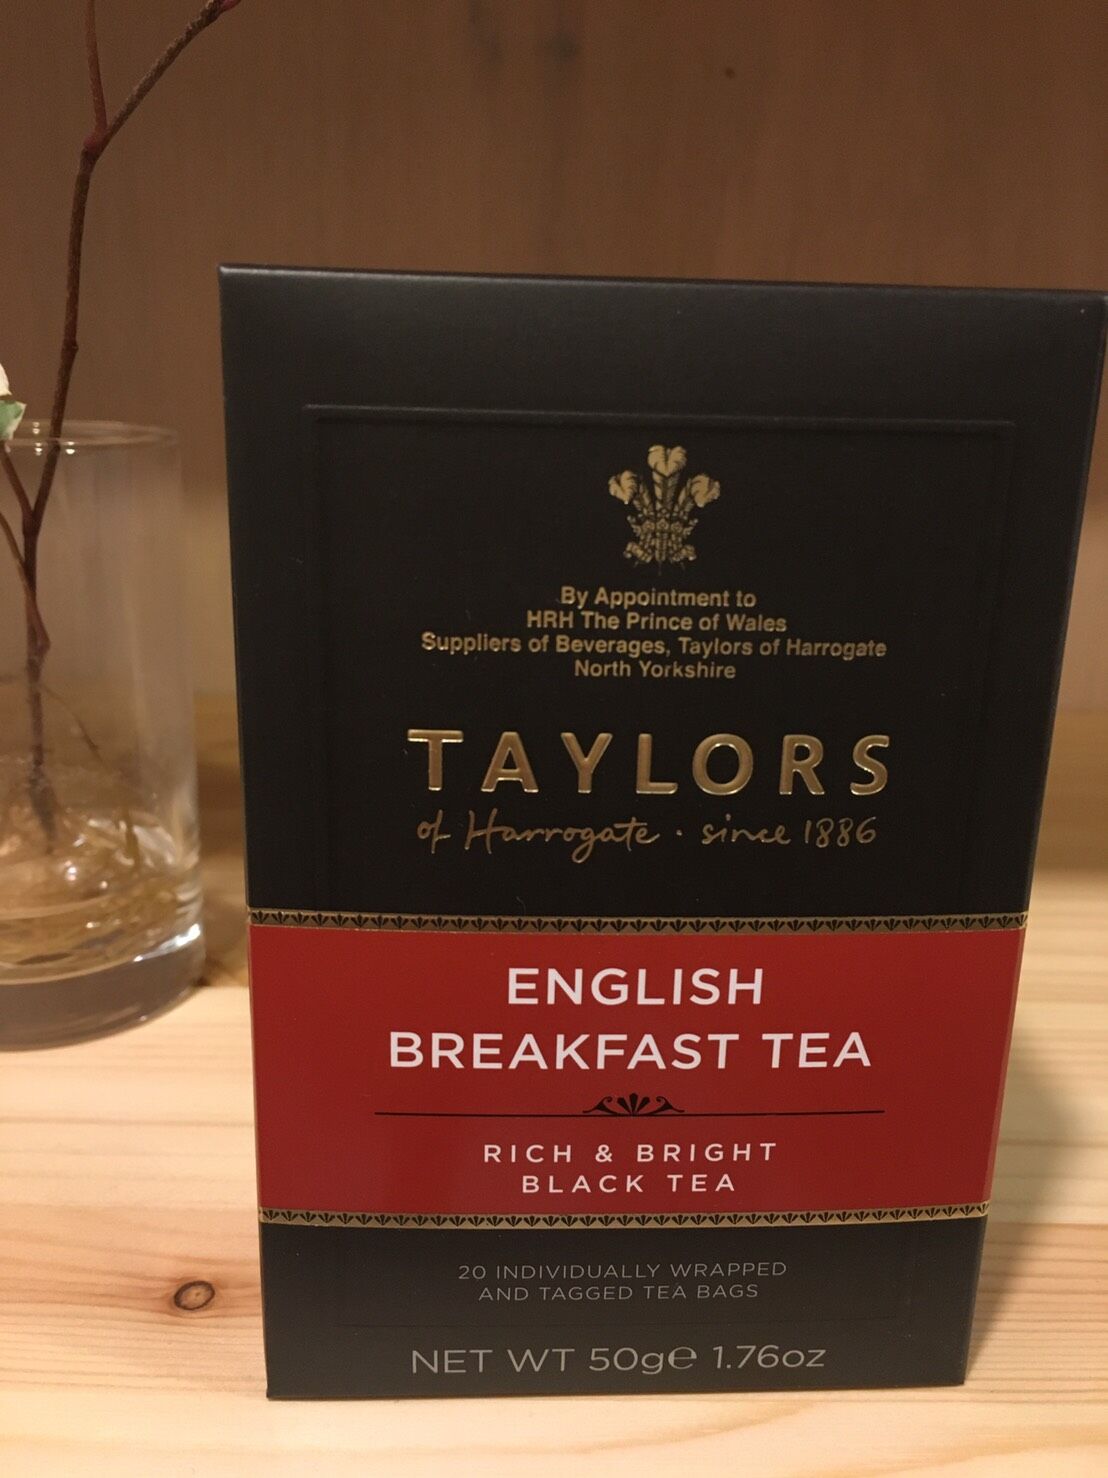 By Appointment to
HRH The Prince of Wales
Suppliers of Beverages, Taylors of Harrogate
North Yorkshire
TAYLORS
of Harrogate · since 1886
ENGLISH
BREAKFAST TEA
RICH & BRIGHT
BLACK TEA
20 INDIVIDUALLY WRAPPED
AND TAGGED TEA BAGS
NET WT 50g℮ 1.76oz